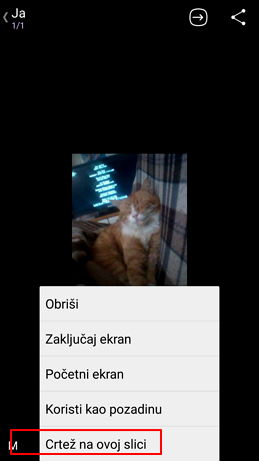 Ja
1/1
Obriši
Zaključaj ekran
Početni ekran
Koristi kao pozadinu
M
Crtež na ovoj slici